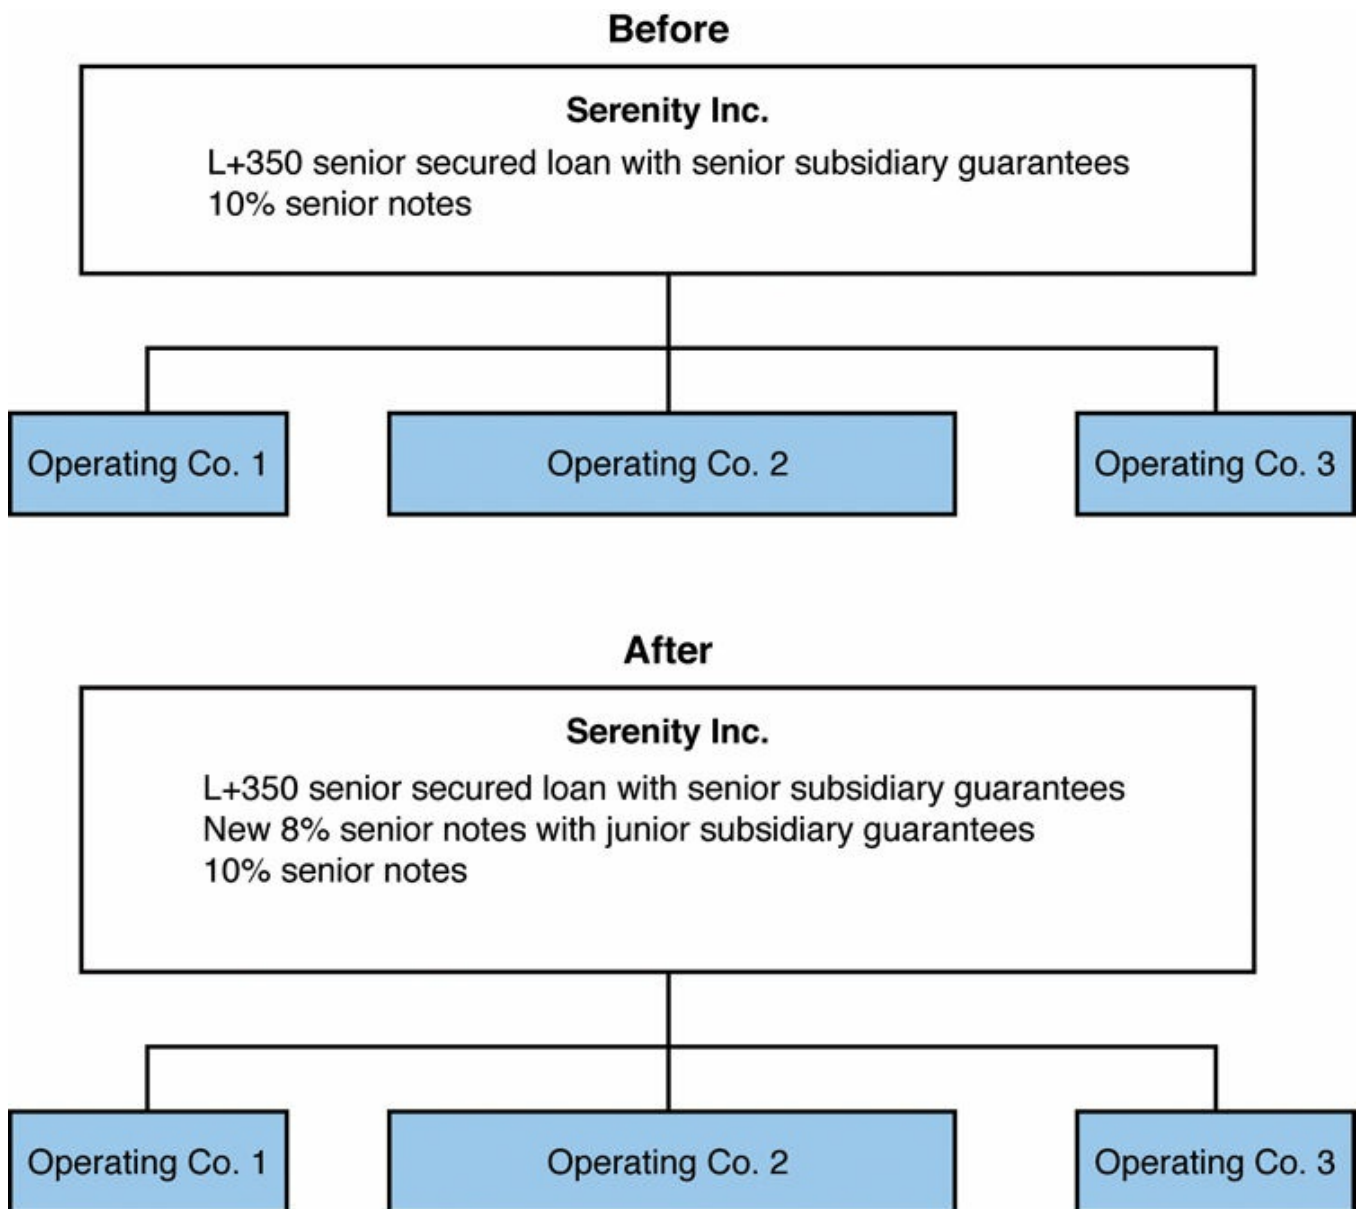 Before
Serenity Inc.
L+350 senior secured loan with senior subsidiary guarantees
10% senior notes
Operating Co. 1
Operating Co. 2
Operating Co. 3
After
Serenity Inc.
L+350 senior secured loan with senior subsidiary guarantees
New 8% senior notes with junior subsidiary guarantees
10% senior notes
Operating Co. 1
Operating Co. 2
Operating Co. 3